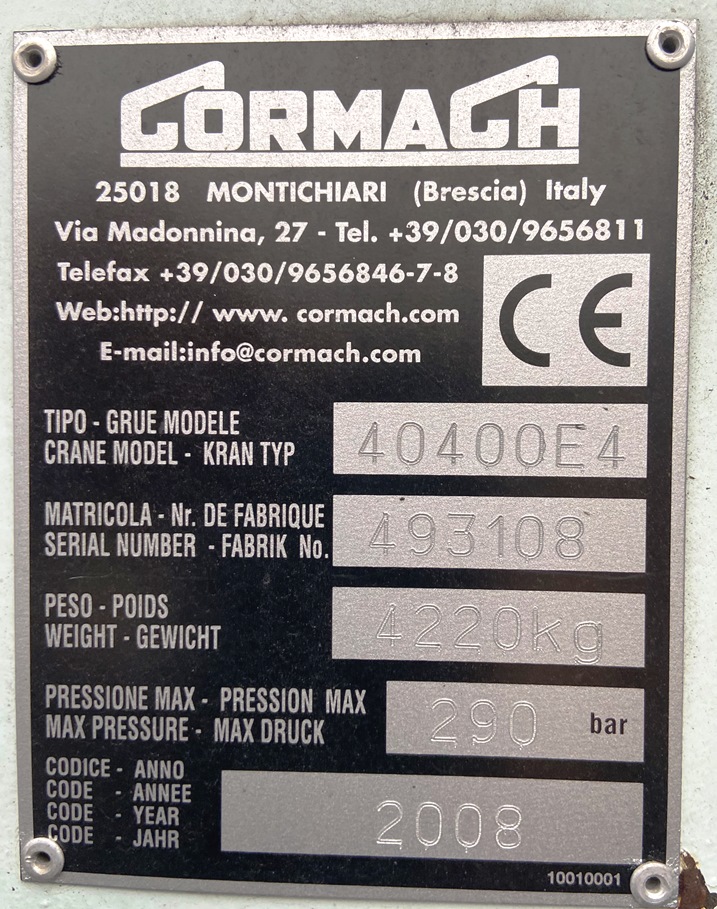 CORMACH
25018 MONTICHIARI (Brescia) Italy
Via Madonnina, 27 - Tel. +39/030/9656811
Telefax +39/030/9656846-7-8
Web:http:// www. cormach.com
E-mail:info@cormach.com
CE
TIPO - GRUE MODELE
CRANE MODEL - KRAN TYP
40400E4
MATRICOLA - Nr. DE FABRIQUE
SERIAL NUMBER - FABRIK No.
493108
PESO - POIDS
WEIGHT - GEWICHT
4220kg
PRESSIONE MAX - PRESSION MAX
MAX PRESSURE - MAX DRUCK
290 bar
CODICE - ANNO
CODE - ANNEE
CODE - YEAR
CODE - JAHR
2008
10010001